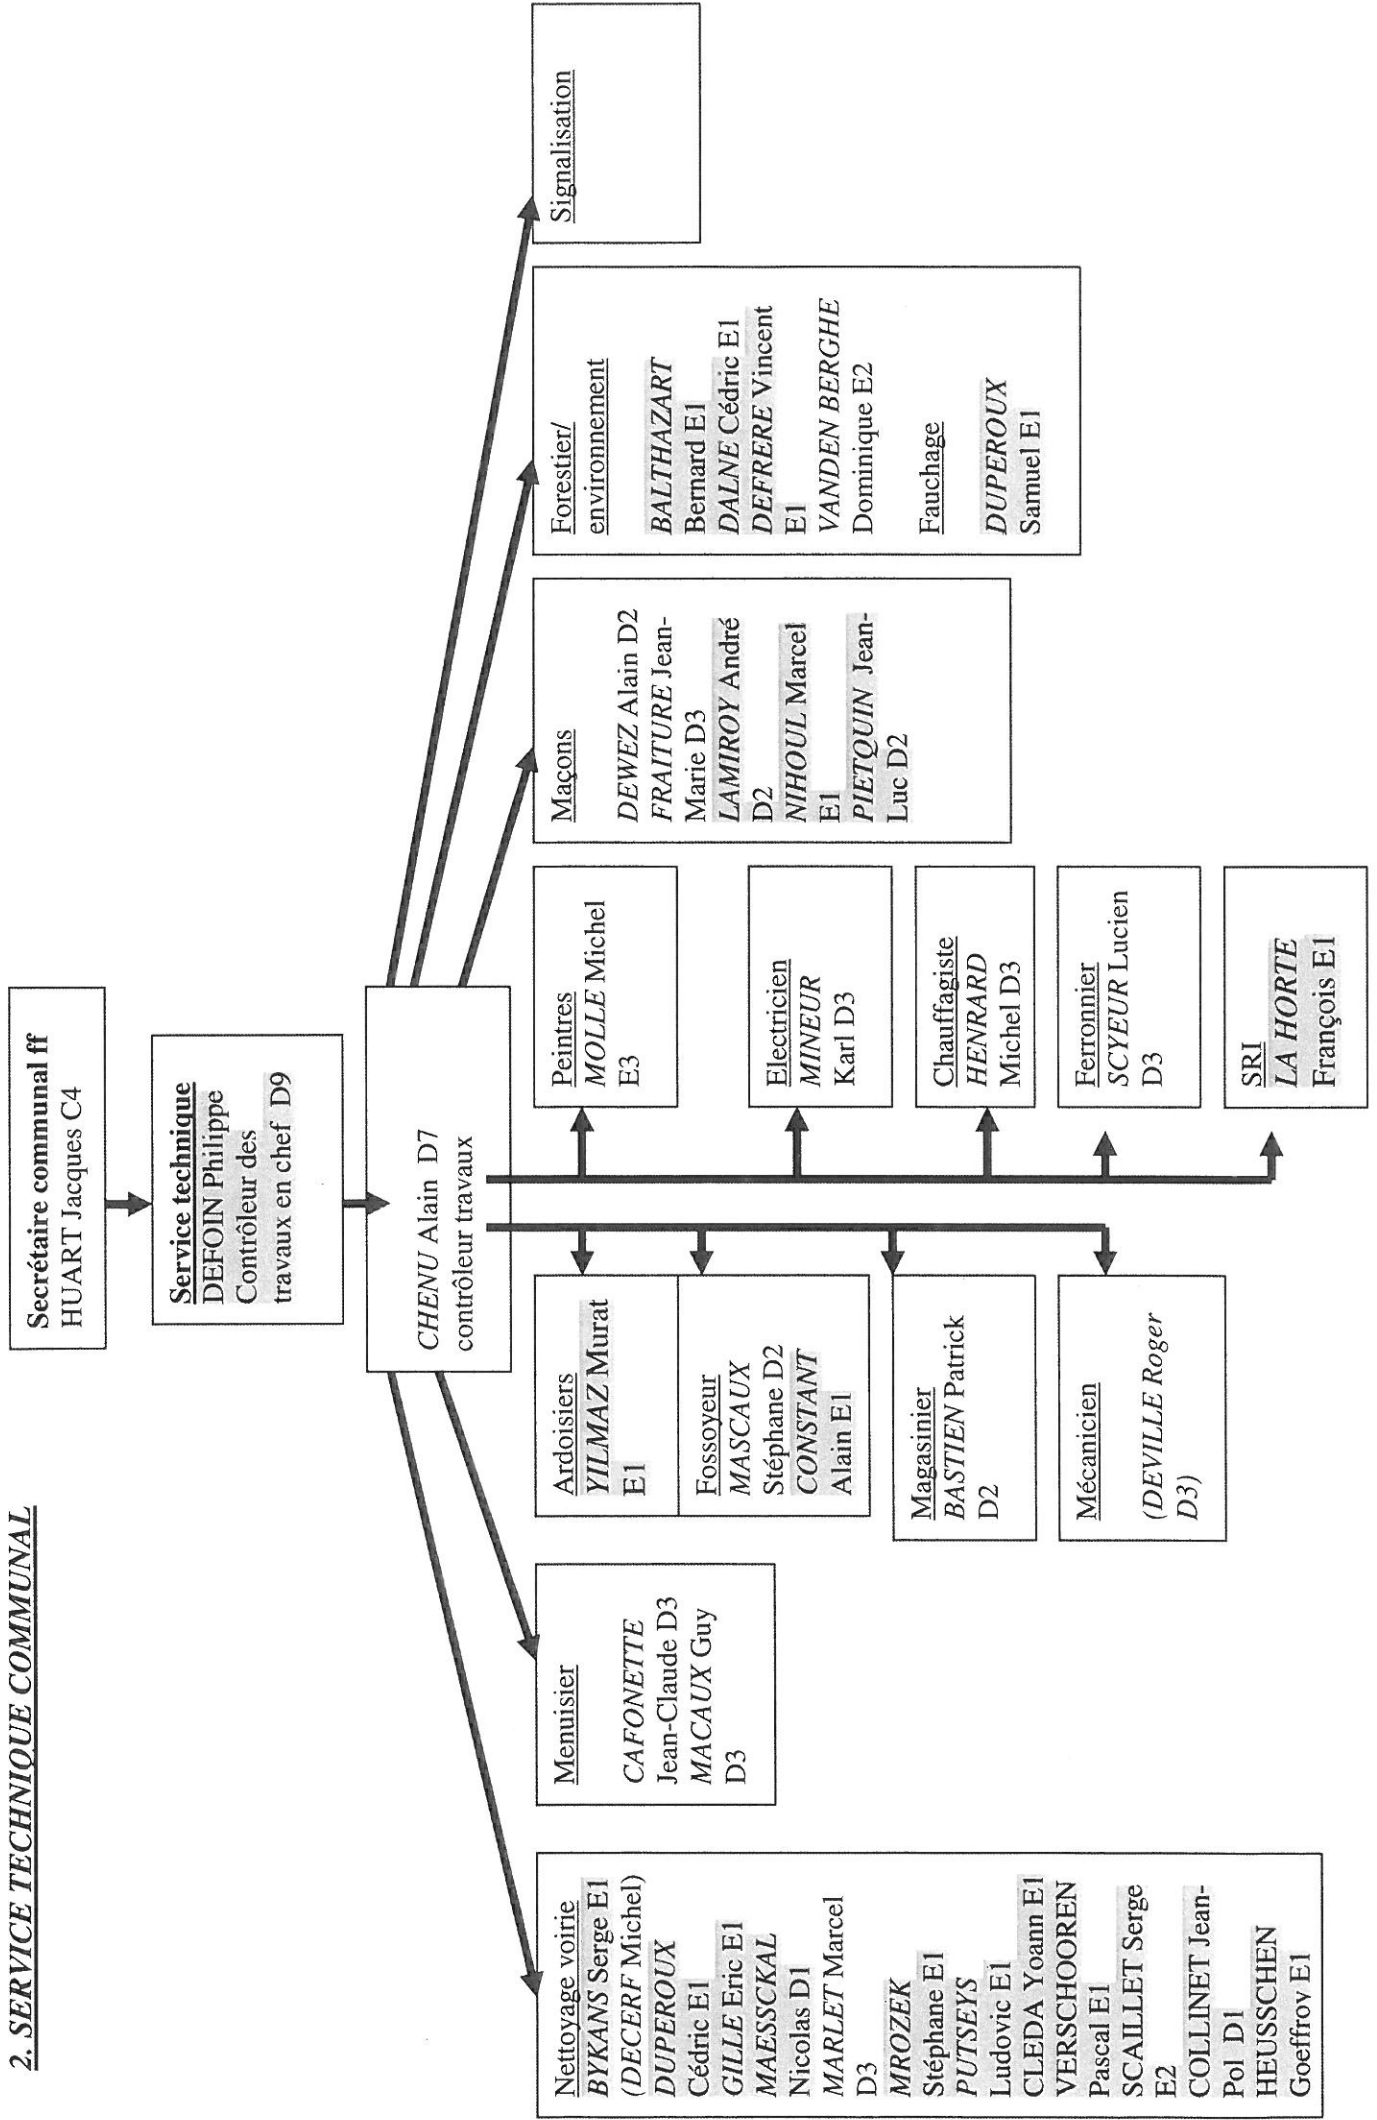 2. SERVICE TECHNIQUE COMMUNAL
Secrétaire communal ff
HUART Jacques C4
Service technique
DEFOIN Philippe
Contrôleur des
travaux en chef D9
CHENU Alain D7
contrôleur travaux
Nettoyage voirie
BYKANS Serge E1
(DECERF Michel)
DUPEROUX
Cédric E1
GILLE Eric E1
MAESSCKAL
Nicolas D1
MARLET Marcel
D3
MROZEK
Stéphane E1
PUTSEYS
Ludovic E1
CLEDA Yoann E1
VERSCHOOREN
Pascal E1
SCAILLET Serge
E2
COLLINET Jean-
Pol D1
HEUSSCHEN
Goeffroy E1
Menuisier
CAFONETTE
Jean-Claude D3
MACAUX Guy
D3
Ardoisiers
YILMAZ Murat
E1
Fossoyeur
MASCAUX
Stéphane D2
CONSTANT
Alain E1
Magasinier
BASTIEN Patrick
D2
Mécanicien
(DEVILLE Roger
D3)
Peintres
MOLLE Michel
E3
Electricien
MINEUR
Karl D3
Chauffagiste
HENRARD
Michel D3
Ferronnier
SCYEUR Lucien
D3
SRI
LA HORTE
François E1
Maçons
DEWEZ Alain D2
FRAITURE Jean-
Marie D3
LAMIROY André
D2
NIHOUL Marcel
E1
PIETQUIN Jean-
Luc D2
Forestier/
environnement
BALTHAZART
Bernard E1
DALNE Cédric E1
DEFRERE Vincent
E1
VANDEN BERGHE
Dominique E2
Fauchage
DUPEROUX
Samuel E1
Signalisation